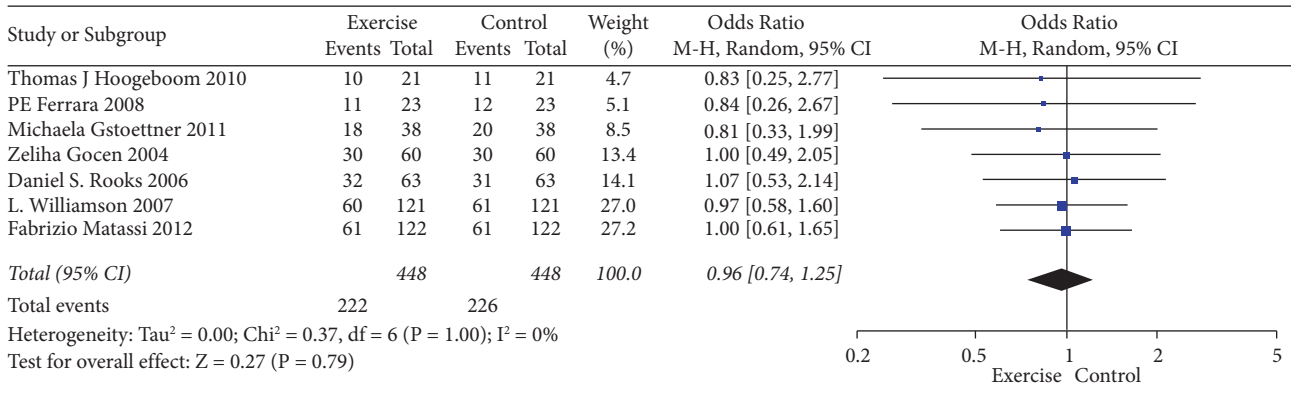 Study or Subgroup Exercise Control Weight Odds Ratio Odds Ratio
Events Total Events Total (%) M-H, Random, 95% CI M-H, Random, 95% CI
Thomas J Hoogeboom 2010 10 21 11 21 4.7 0.83 [0.25, 2.77]
PE Ferrara 2008 11 23 12 23 5.1 0.84 [0.26, 2.67]
Michaela Gstoettner 2011 18 38 20 38 8.5 0.81 [0.33, 1.99]
Zeliha Gocen 2004 30 60 30 60 13.4 1.00 [0.49, 2.05]
Daniel S. Rooks 2006 32 63 31 63 14.1 1.07 [0.53, 2.14]
L. Williamson 2007 60 121 61 121 27.0 0.97 [0.58, 1.60]
Fabrizio Matassi 2012 61 122 61 122 27.2 1.00 [0.61, 1.65]
Total (95% CI) 448 448 100.0 0.96 [0.74, 1.25]
Total events 222 226
Heterogeneity: Tau² = 0.00; Chi² = 0.37, df = 6 (P = 1.00); I² = 0%
Test for overall effect: Z = 0.27 (P = 0.79)
0.2 0.5 1 2 5
Exercise Control